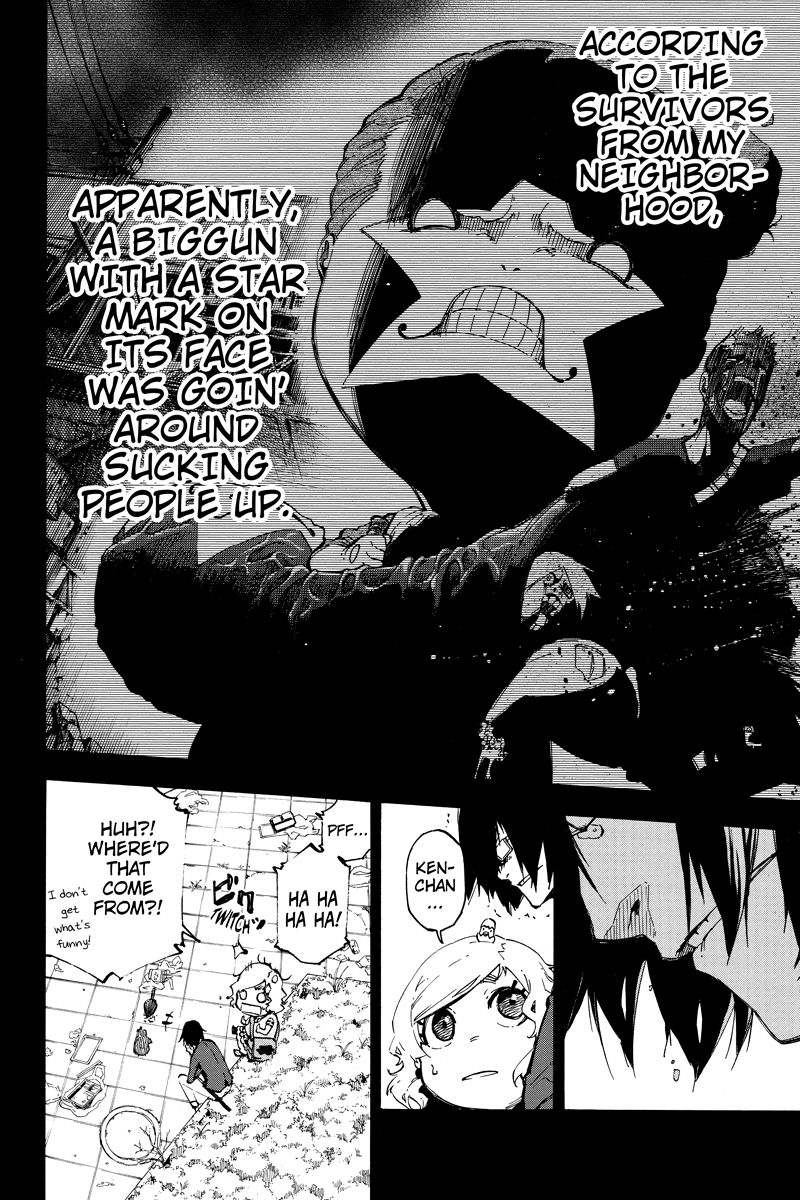 ACCORDING
TO THE
SURVIVORS
FROM MY
NEIGHBOR-
HOOD,
APPARENTLY,
A BIGGUN
WITH A STAR
MARK ON
ITS FACE
WAS GOIN'
AROUND
SUCKING
PEOPLE UP.
KEN-
CHAN
...
PFF...
HA HA
HA HA!
TWITCH
HUH?!
WHERE'D
THAT
COME
FROM?!
I don't
get
what's
funny!